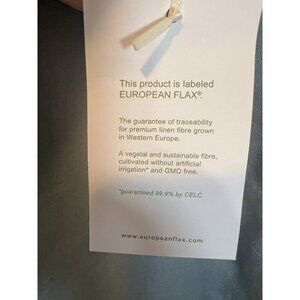 This product is labeled
EUROPEAN FLAX®.
The guarantee of traceability
for premium linen fibre grown
in Western Europe.
A vegetal and sustainable fibre,
cultivated without artificial
irrigation* and GMO free.
*guaranteed 99.9% by CELC
www.europeanflax.com